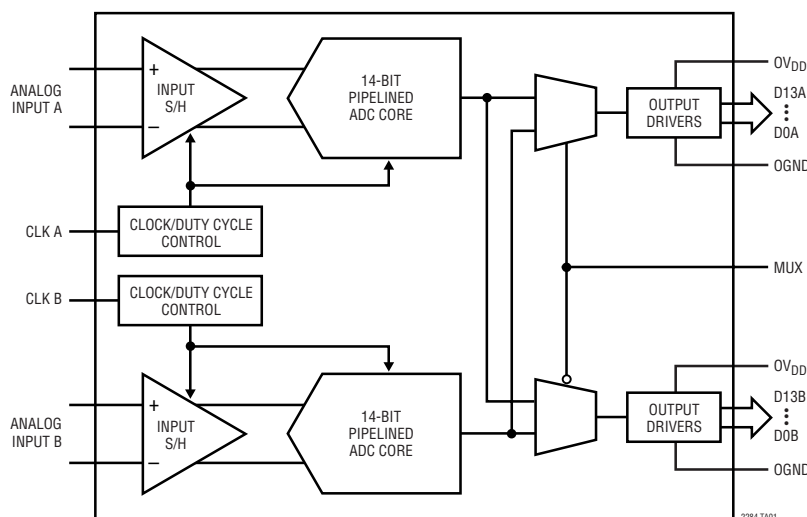 ANALOG
INPUT A
+
−
INPUT
S/H
14-BIT
PIPELINED
ADC CORE
OUTPUT
DRIVERS
OVDD
D13A
D0A
OGND
CLK A
CLOCK/DUTY CYCLE
CONTROL
MUX
CLK B
CLOCK/DUTY CYCLE
CONTROL
ANALOG
INPUT B
+
−
INPUT
S/H
14-BIT
PIPELINED
ADC CORE
OUTPUT
DRIVERS
OVDD
D13B
D0B
OGND
2284 TA01